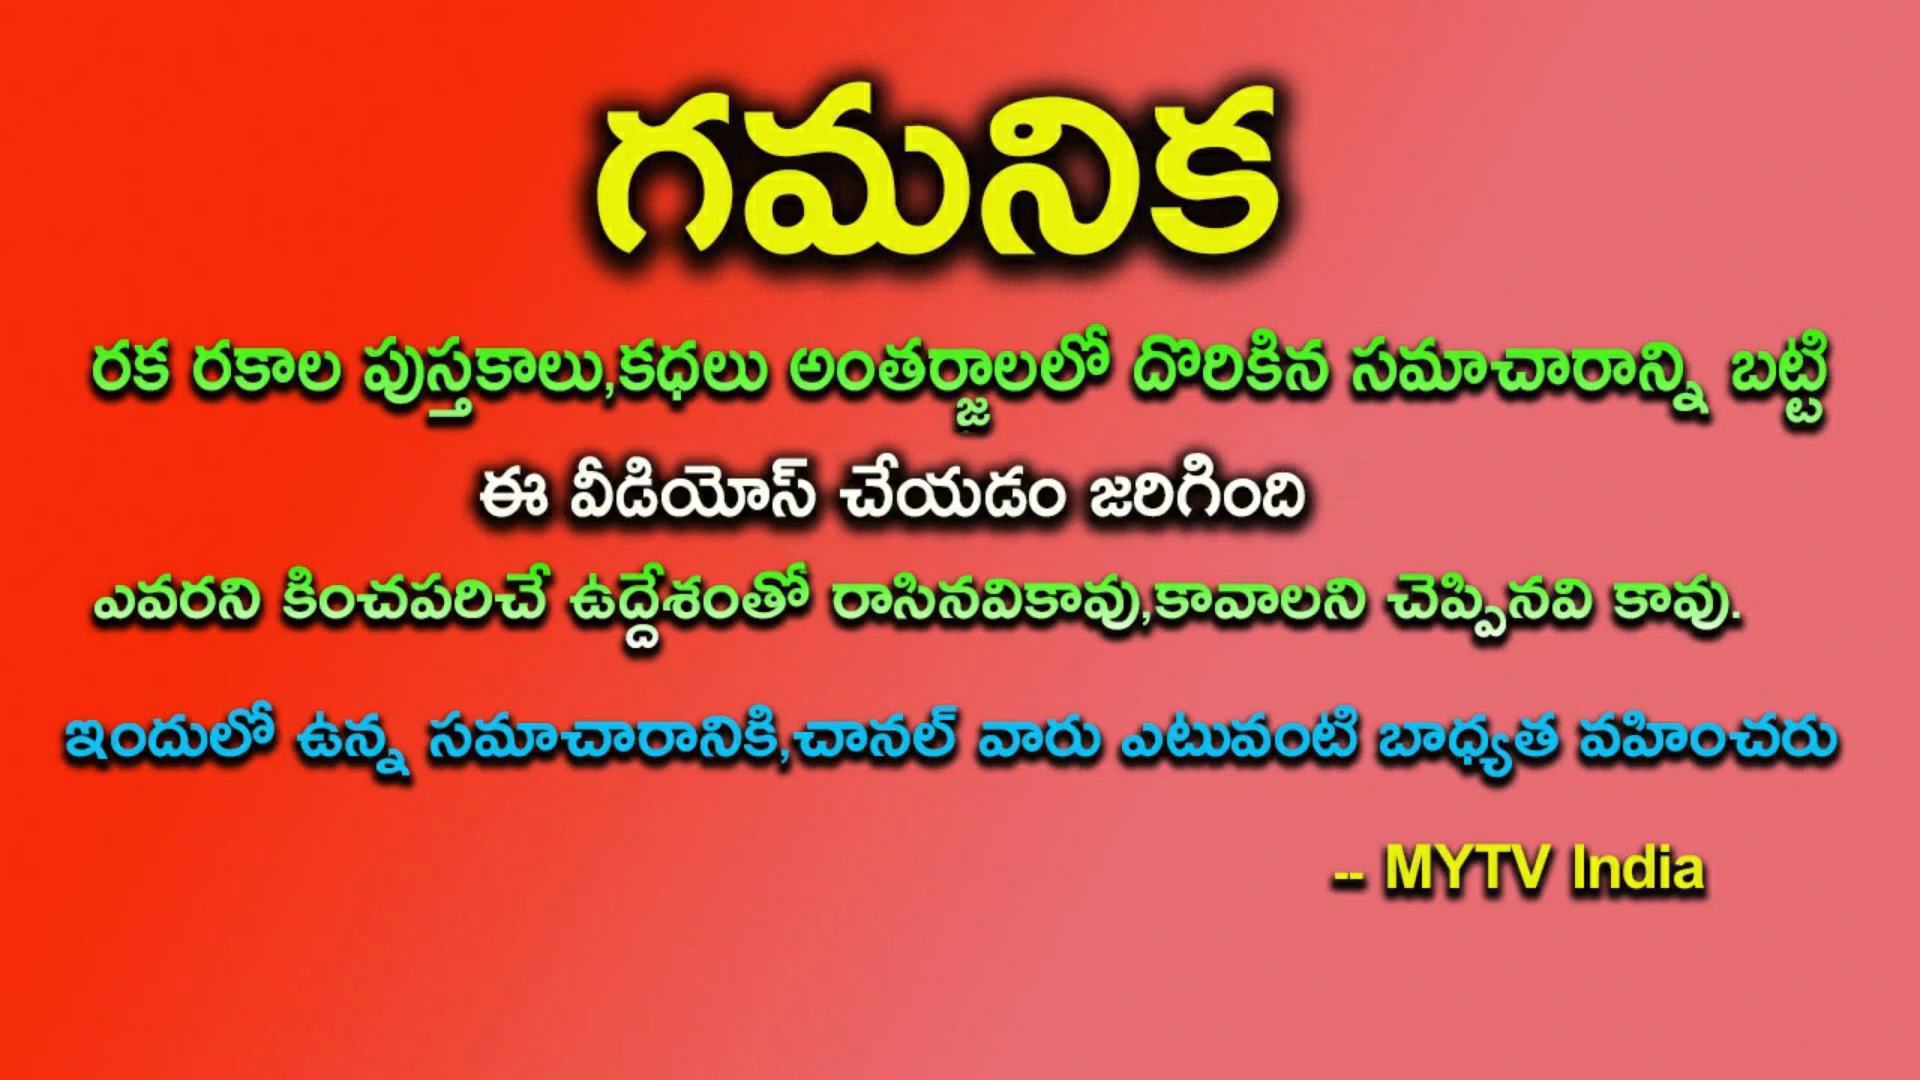 గమనిక
రక రకాల పుస్తకాలు,కధలు అంతర్జాలలో దొరికిన సమాచారాన్ని బట్టి
ఈ వీడియోస్ చేయడం జరిగింది
ఎవరని కించపరిచే ఉద్దేశంతో రాసినవికావు,కావాలని చెప్పినవి కావు.
ఇందులో ఉన్న సమాచారానికి,చానల్ వారు ఎటువంటి బాధ్యత వహించరు
-- MYTV India